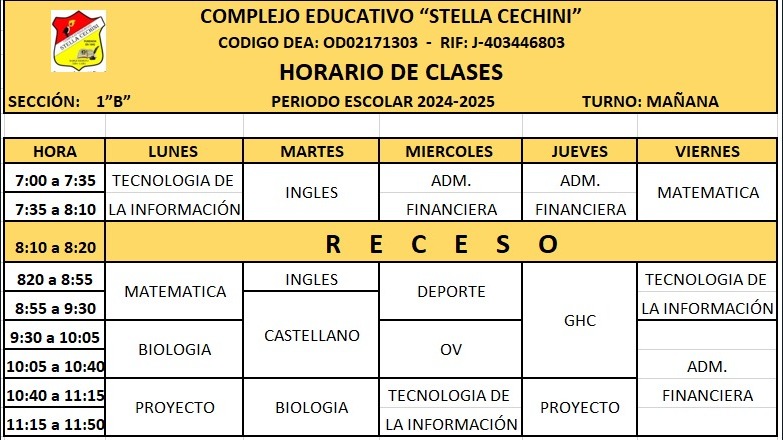 STELLA CECHINI
COMPLEJO EDUCATIVO “STELLA CECHINI”
CODIGO DEA: OD02171303 - RIF: J-403446803
HORARIO DE CLASES
SECCIÓN: 1”B” PERIODO ESCOLAR 2024-2025 TURNO: MAÑANA
HORA LUNES MARTES MIERCOLES JUEVES VIERNES
7:00 a 7:35 TECNOLOGIA DE INGLES ADM. ADM. MATEMATICA
7:35 a 8:10 LA INFORMACIÓN FINANCIERA FINANCIERA
8:10 a 8:20 R E C E S O
820 a 8:55 MATEMATICA INGLES DEPORTE GHC TECNOLOGIA DE
8:55 a 9:30 CASTELLANO LA INFORMACIÓN
9:30 a 10:05 BIOLOGIA OV
10:05 a 10:40 ADM.
10:40 a 11:15 PROYECTO BIOLOGIA TECNOLOGIA DE PROYECTO FINANCIERA
11:15 a 11:50 LA INFORMACIÓN